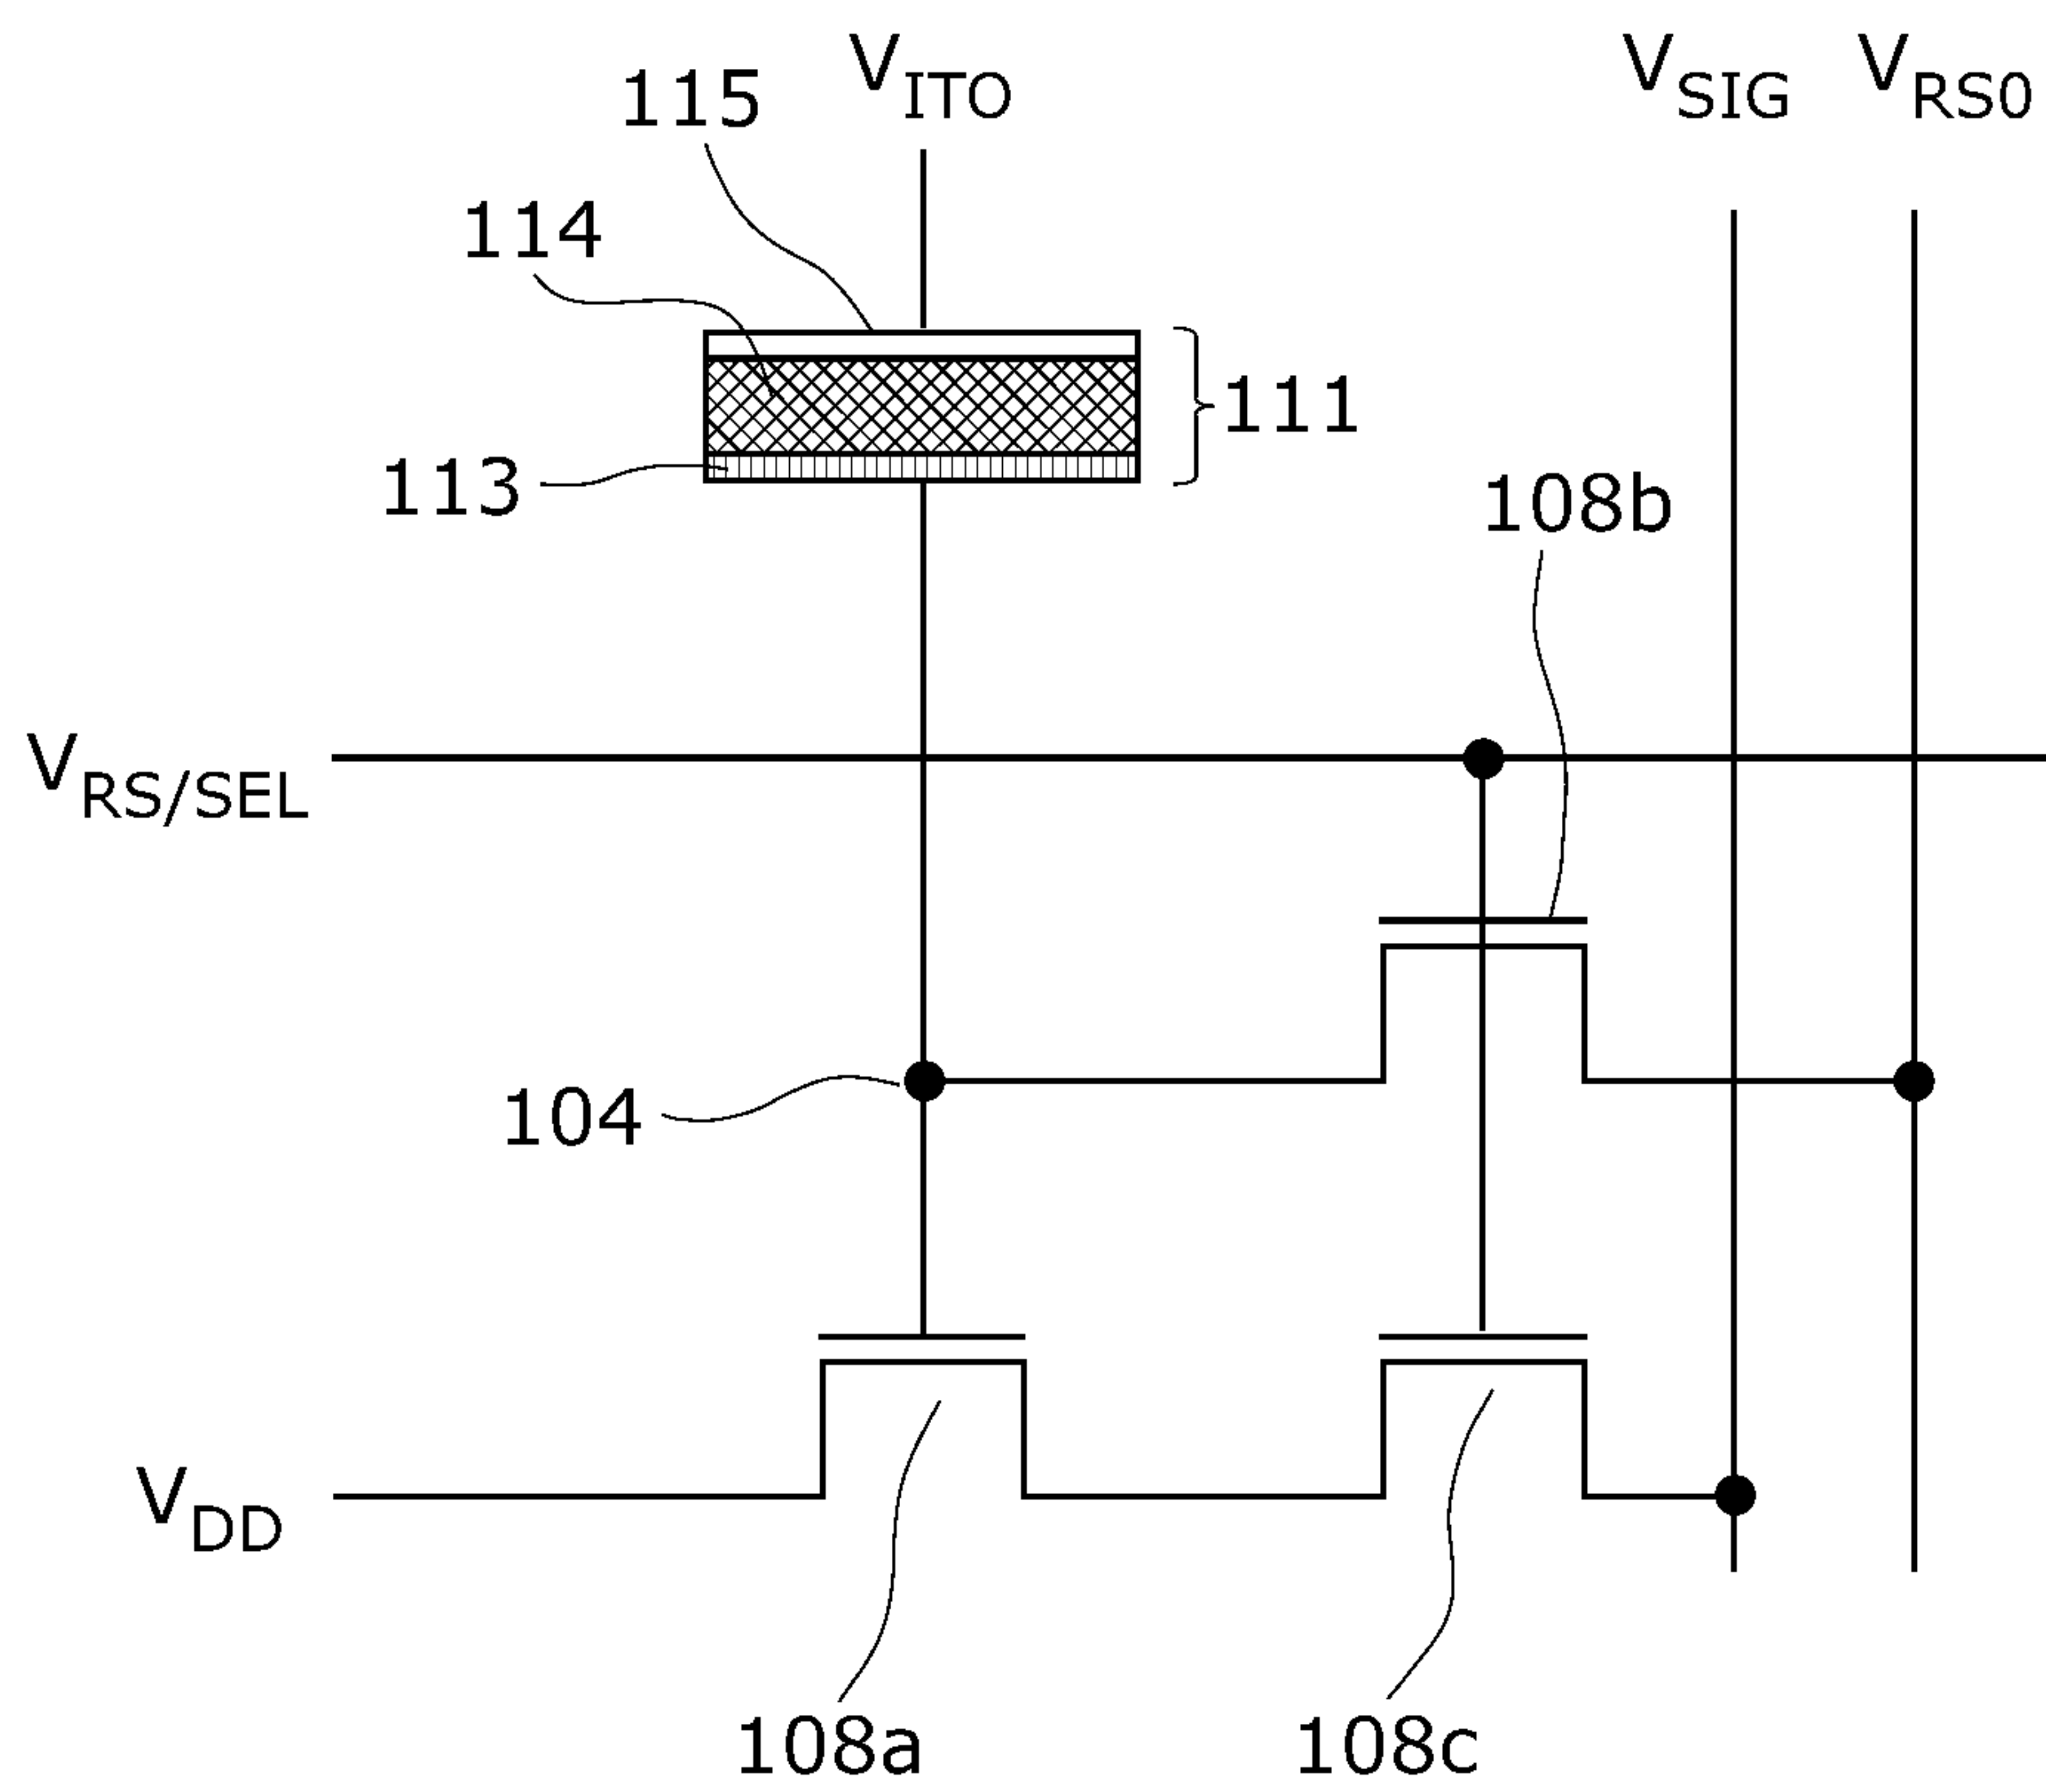 V_ITO
V_SIG
V_RS0
115
114
111
113
108b
V_RS/SEL
104
V_DD
108a
108c